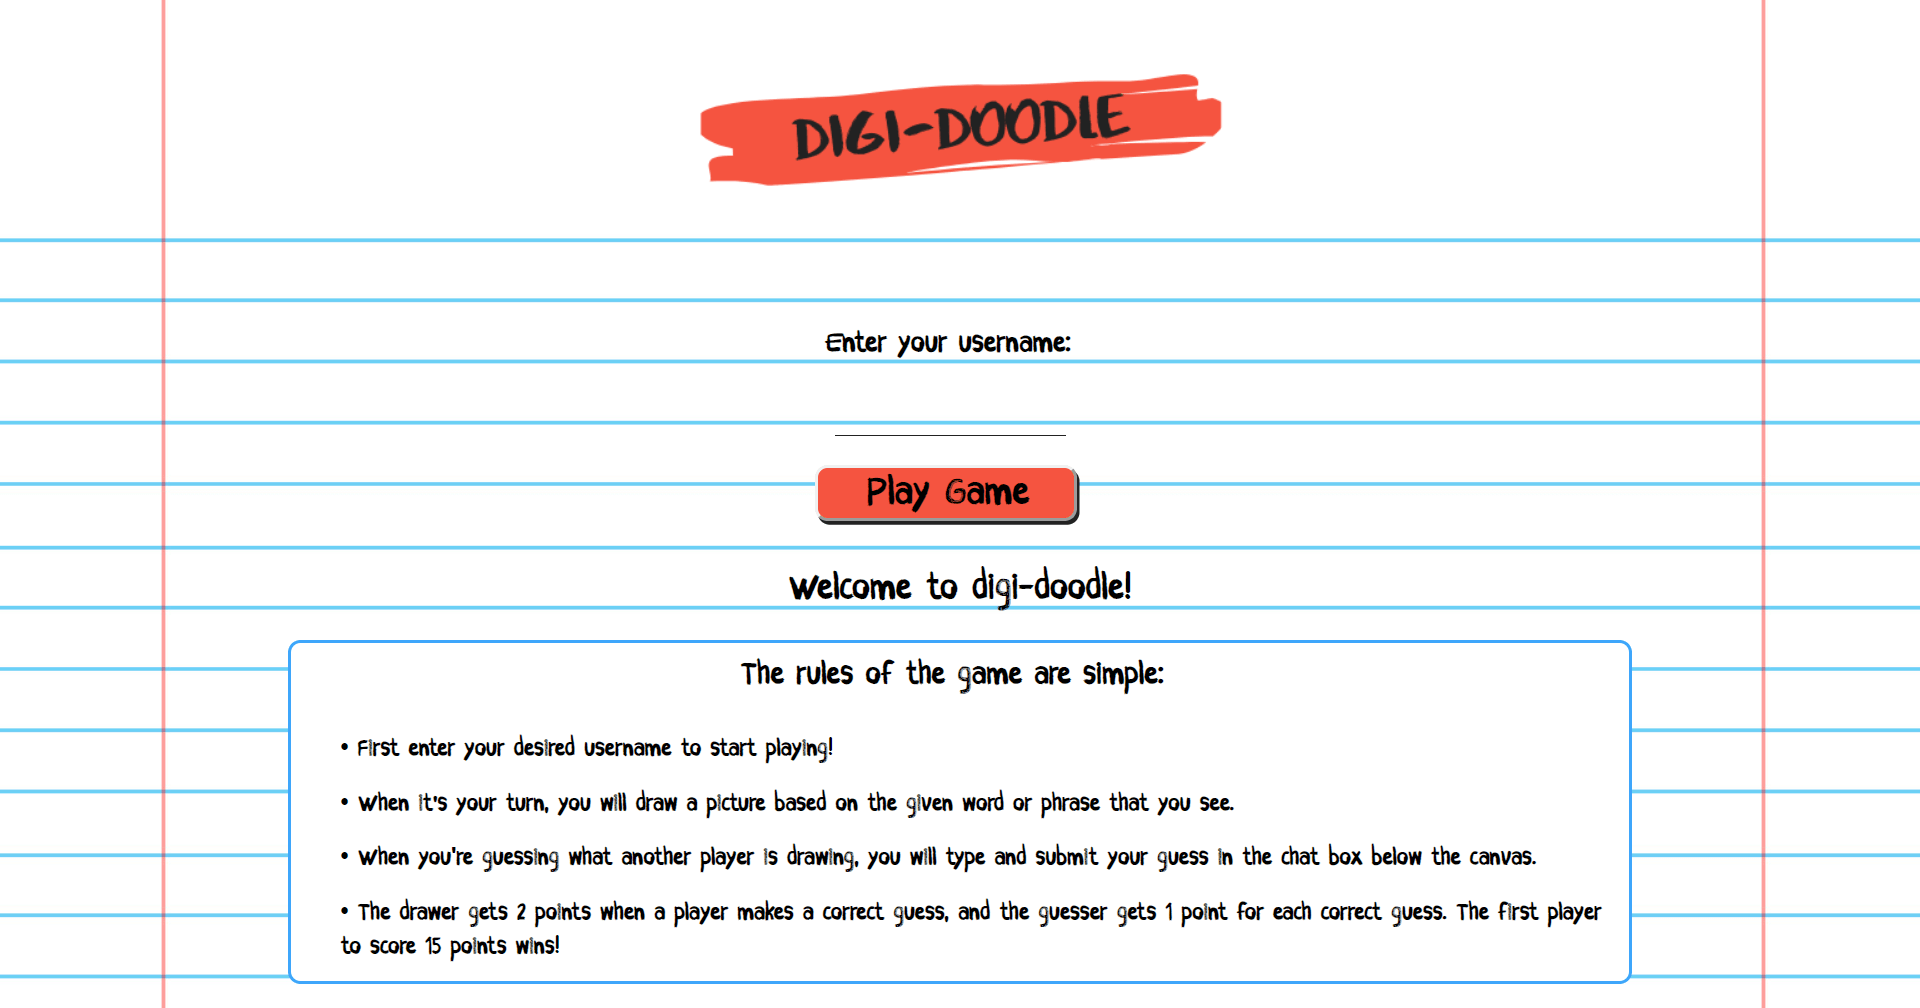 DIGI-DOODLE
Enter your username:
Play Game
Welcome to digi-doodle!
The rules of the game are simple:
• First enter your desired username to start playing!
• When it's your turn, you will draw a picture based on the given word or phrase that you see.
• When you're guessing what another player is drawing, you will type and submit your guess in the chat box below the canvas.
• The drawer gets 2 points when a player makes a correct guess, and the guesser gets 1 point for each correct guess. The first player
to score 15 points wins!